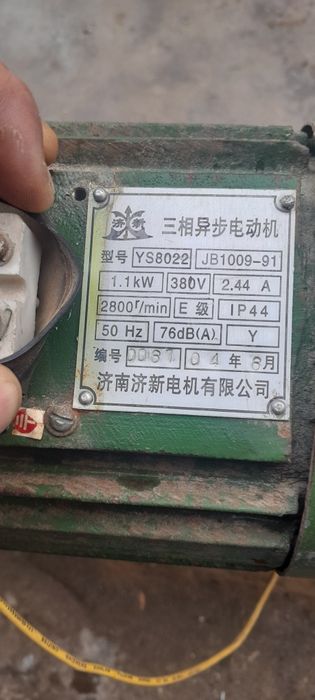 济新
三相异步电动机
型号 YS8022 JB1009-91
1.1kW 380V 2.44 A
2800r/min E 级 IP44
50 Hz 76dB(A) Y
编号 0061 04 年 6 月
济南济新电机有限公司